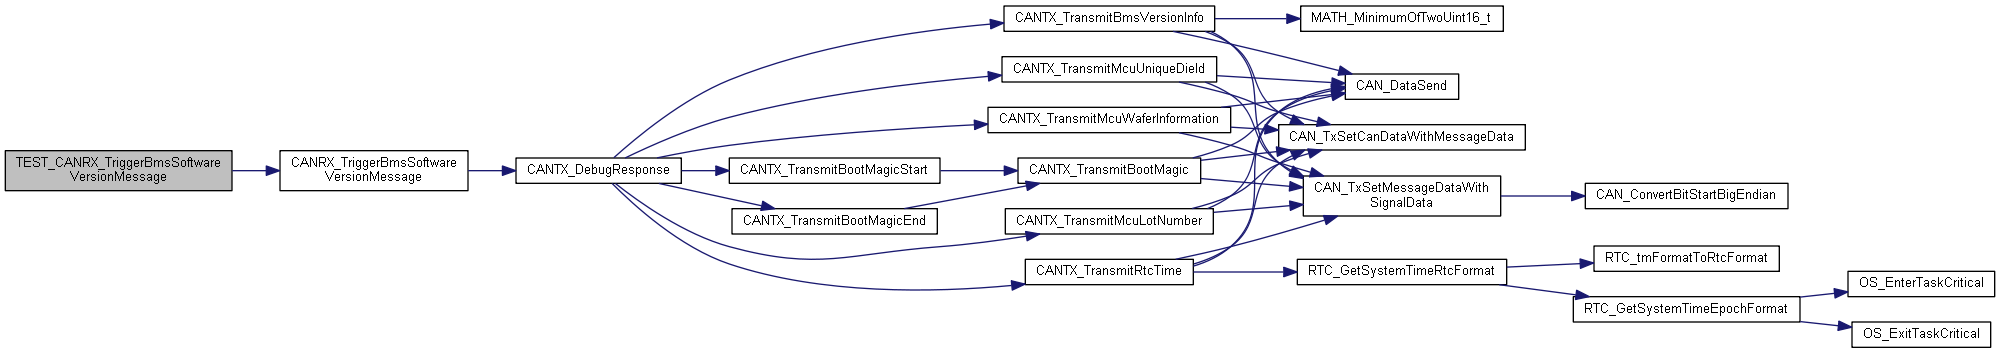 TEST_CANRX_TriggerBmsSoftware
VersionMessage
CANRX_TriggerBmsSoftware
VersionMessage
CANTX_DebugResponse
CANTX_TransmitBmsVersionInfo
CANTX_TransmitMcuUniqueDieId
CANTX_TransmitMcuWaferInformation
CANTX_TransmitBootMagicStart
CANTX_TransmitBootMagic
CANTX_TransmitBootMagicEnd
CANTX_TransmitMcuLotNumber
CANTX_TransmitRtcTime
MATH_MinimumOfTwoUint16_t
CAN_DataSend
CAN_TxSetCanDataWithMessageData
CAN_TxSetMessageDataWith
SignalData
CAN_ConvertBitStartBigEndian
RTC_GetSystemTimeRtcFormat
RTC_tmFormatToRtcFormat
RTC_GetSystemTimeEpochFormat
OS_EnterTaskCritical
OS_ExitTaskCritical